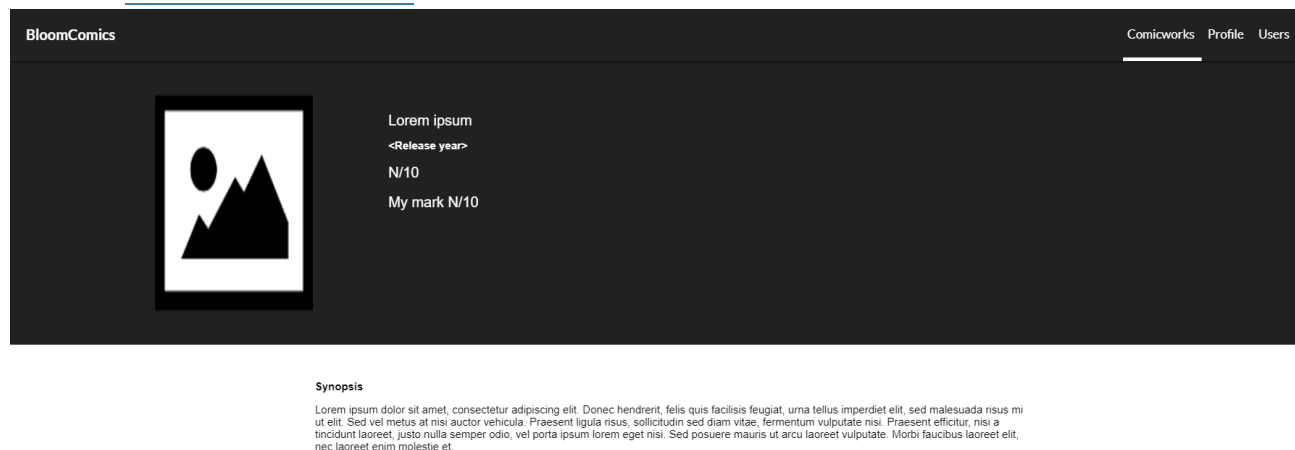 BloomComics
Comicworks Profile Users
Lorem ipsum
<Release year>
N/10
My mark N/10
Synopsis
Lorem ipsum dolor sit amet, consectetur adipiscing elit. Donec hendrerit, felis quis facilisis feugiat, urna tellus imperdiet elit, sed malesuada risus mi
ut elit. Sed vel metus at nisi auctor vehicula. Praesent ligula risus, sollicitudin sed diam vitae, fermentum vulputate nisi. Praesent efficitur, nisi a
tincidunt laoreet, justo nulla semper odio, vel porta ipsum lorem eget nisi. Sed posuere mauris ut arcu laoreet vulputate. Morbi faucibus laoreet elit,
nec laoreet enim molestie et.